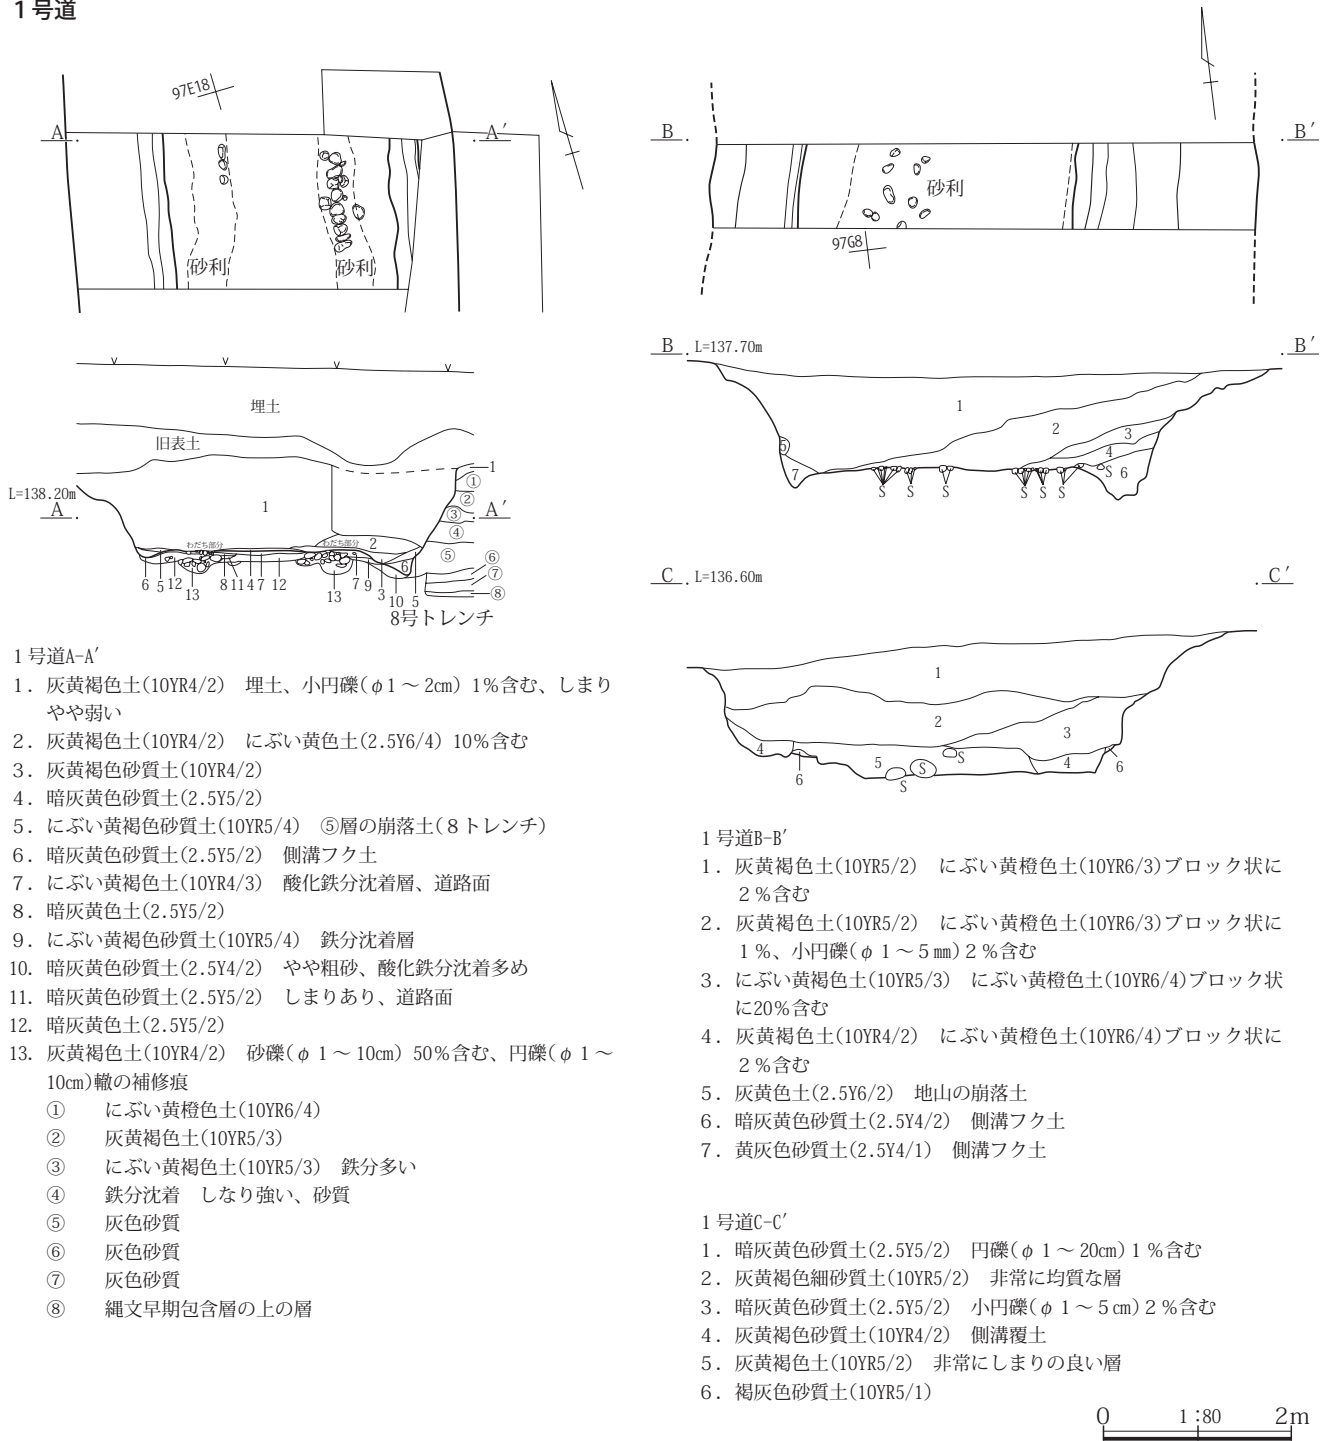 １号道
97E18
A
A′
砂利
砂利
B
B′
砂利
97G8
埋土
旧表土
L=138.20m
A
A′
1
1
2
わだち部分
わだち部分
①
②
③
④
⑤
⑥
⑦
⑧
6
6 5 12 13 8 11 4 7 12 13 7 9 3 10 5
8号トレンチ
B
L=137.70m
B′
1
2
3
4
5
6
7
S S S S S S S
C
L=136.60m
C′
1
2
3
4
4
5
6
6
S
S
S
１号道A-A′
１．灰黄褐色土(10YR4/2)　埋土、小円礫(φ１～2㎝) 1％含む、しまり
やや弱い
２．灰黄褐色土(10YR4/2)　にぶい黄色土(2.5Y6/4) 10％含む
３．灰黄褐色砂質土(10YR4/2)
４．暗灰黄色砂質土(2.5Y5/2)
５．にぶい黄褐色砂質土(10YR5/4)　⑤層の崩落土(８トレンチ)
６．暗灰黄色砂質土(2.5Y5/2)　側溝フク土
７．にぶい黄褐色土(10YR4/3)　酸化鉄分沈着層、道路面
８．暗灰黄色土(2.5Y5/2)
９．にぶい黄褐色砂質土(10YR5/4)　鉄分沈着層
10．暗灰黄色砂質土(2.5Y4/2)　やや粗砂、酸化鉄分沈着多め
11．暗灰黄色砂質土(2.5Y5/2)　しまりあり、道路面
12．暗灰黄色土(2.5Y5/2)
13．灰黄褐色土(10YR4/2)　砂礫(φ１～10㎝) 50％含む、円礫(φ１～
10㎝)轍の補修痕
①　にぶい黄橙色土(10YR6/4)
②　灰黄褐色土(10YR5/3)
③　にぶい黄褐色土(10YR5/3)　鉄分多い
④　鉄分沈着　しなり強い、砂質
⑤　灰色砂質
⑥　灰色砂質
⑦　灰色砂質
⑧　縄文早期包含層の上の層
１号道B-B′
１．灰黄褐色土(10YR5/2)　にぶい黄橙色土(10YR6/3)ブロック状に
２％含む
２．灰黄褐色土(10YR5/2)　にぶい黄橙色土(10YR6/3)ブロック状に
１％、小円礫(φ１～５㎜)２％含む
３．にぶい黄褐色土(10YR5/3)　にぶい黄橙色土(10YR6/4)ブロック状
に20％含む
４．灰黄褐色土(10YR4/2)　にぶい黄橙色土(10YR6/4)ブロック状に
２％含む
５．灰黄色土(2.5Y6/2)　地山の崩落土
６．暗灰黄色砂質土(2.5Y4/2)　側溝フク土
７．黄灰色砂質土(2.5Y4/1)　側溝フク土
１号道C-C′
１．暗灰黄色砂質土(2.5Y5/2)　円礫(φ１～20㎝)１％含む
２．灰黄褐色細砂質土(10YR5/2)　非常に均質な層
３．暗灰黄色砂質土(2.5Y5/2)　小円礫(φ１～５㎝)２％含む
４．灰黄褐色砂質土(10YR4/2)　側溝覆土
５．灰黄褐色土(10YR5/2)　非常にしまりの良い層
６．褐灰色砂質土(10YR5/1)
0　1：80　2m